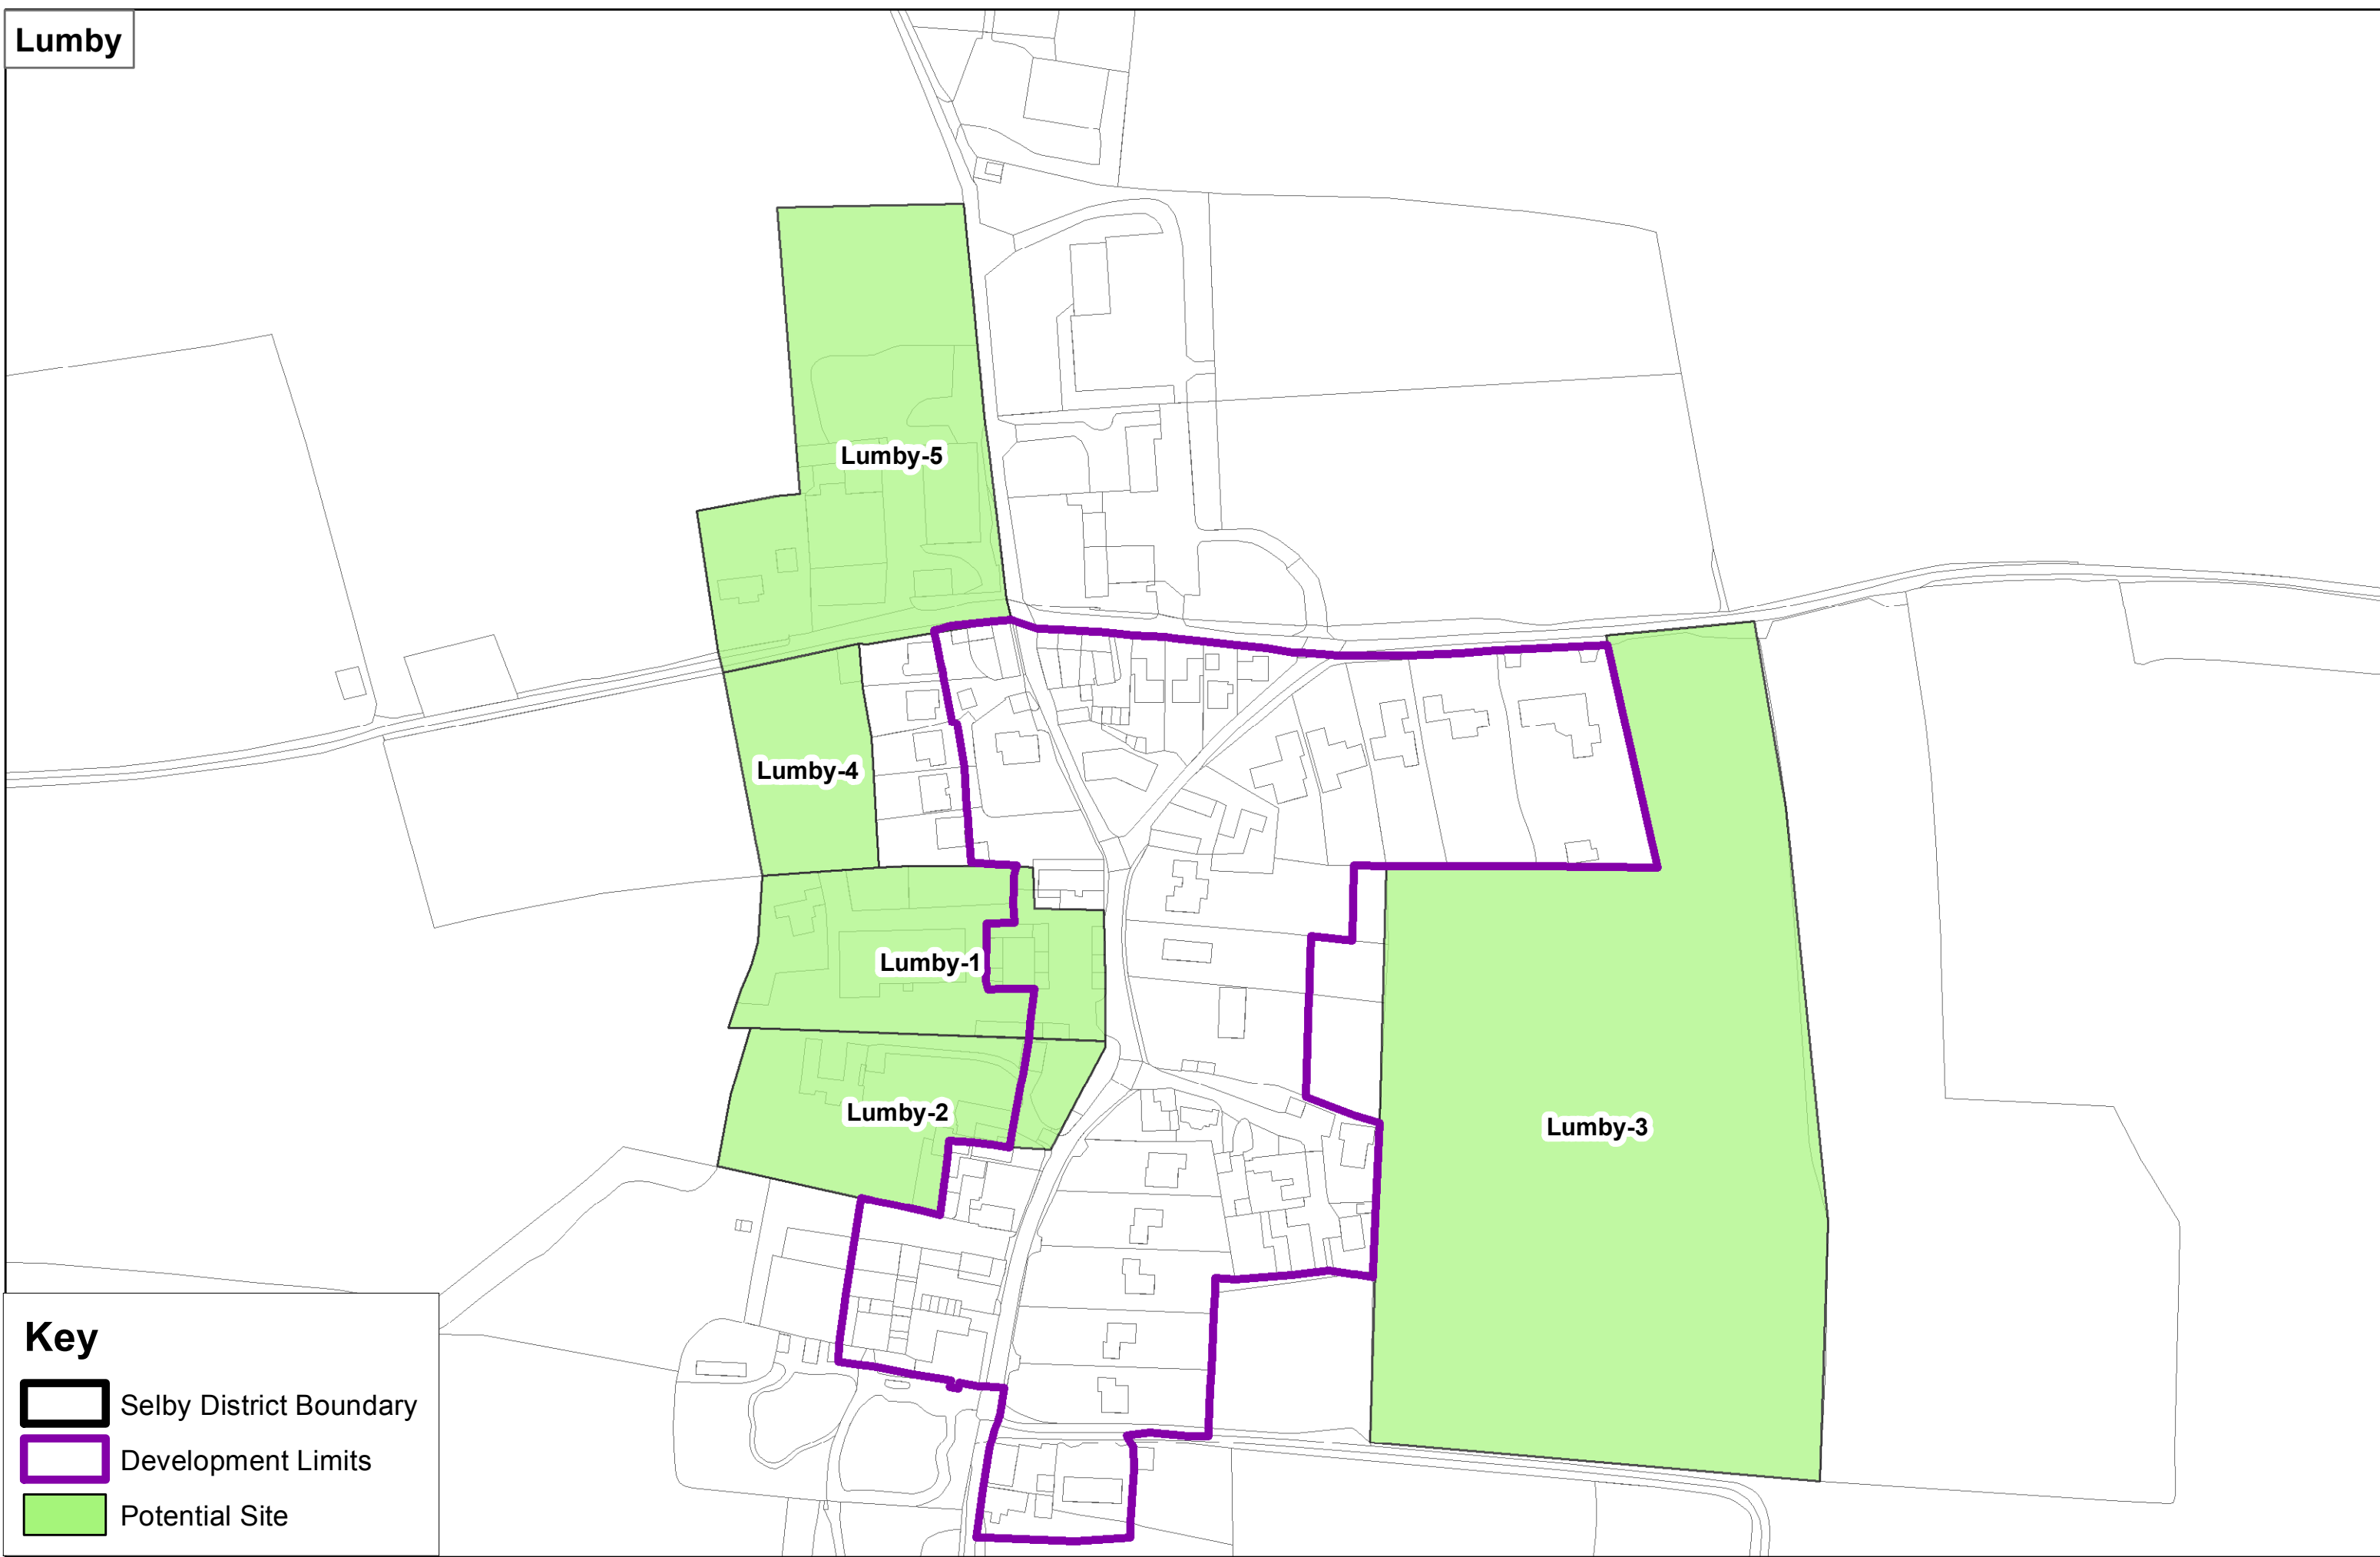 Lumby
Lumby-5
Lumby-4
Lumby-1
Lumby-2
Lumby-3
Key
Selby District Boundary
Development Limits
Potential Site